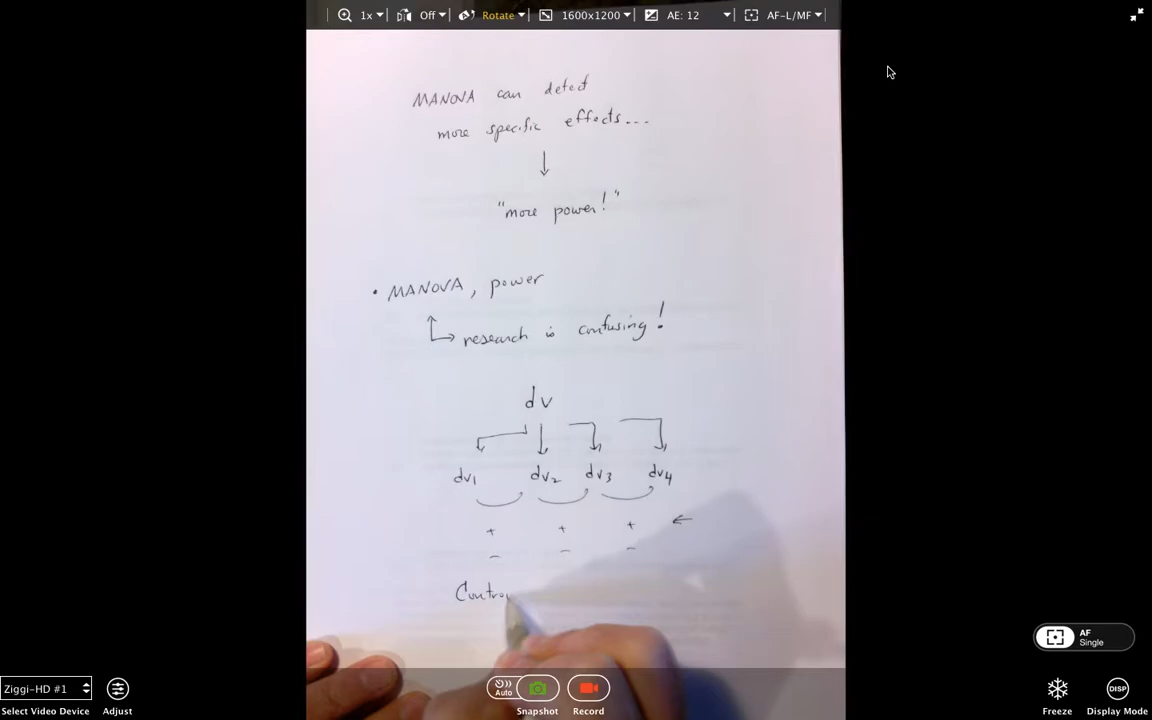 1x Off Rotate 1600x1200 AE: 12 AF-L/MF
MANOVA can detect
more specific effects...
"more power!"
• MANOVA, power
research is confusing!
dv
dv1 dv2 dv3 dv4
+ + +
- - -
Contro
AF
Single
Ziggi-HD #1
Auto
DISP
Select Video Device Adjust Snapshot Record Freeze Display Mode